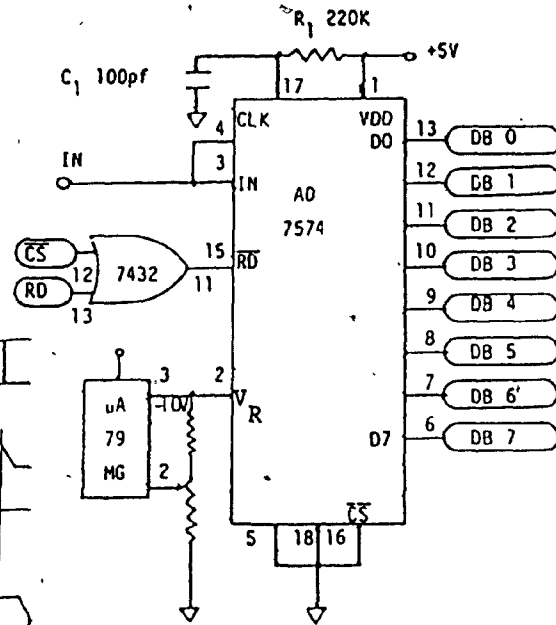 R1 220K
+5V
C1 100pf
17
1
CLK
VDD
4
D0
13
DB 0
IN
3
IN
12
DB 1
AD
7574
11
DB 2
CS
15
RD
10
DB 3
12
7432
11
RD
13
9
DB 4
8
DB 5
3
2
V
R
7
DB 6
uA
79
MG
-10V
2
6
D7
DB 7
CS
5
18
16